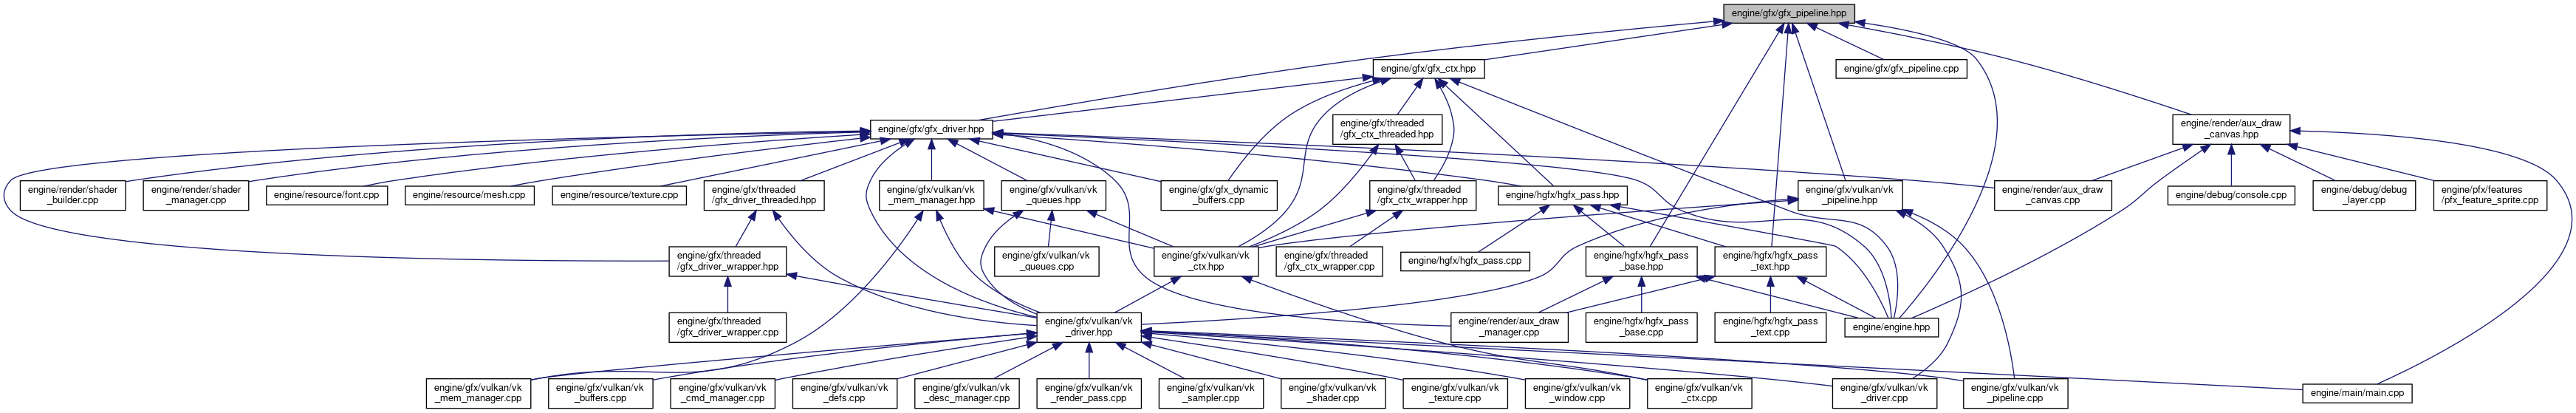 engine/gfx/gfx_pipeline.hpp
engine/gfx/gfx_ctx.hpp
engine/gfx/gfx_pipeline.cpp
engine/gfx/gfx_driver.hpp
engine/gfx/threaded
/gfx_ctx_threaded.hpp
engine/render/aux_draw
_canvas.hpp
engine/render/shader
_builder.cpp
engine/render/shader
_manager.cpp
engine/resource/font.cpp
engine/resource/mesh.cpp
engine/resource/texture.cpp
engine/gfx/threaded
/gfx_driver_threaded.hpp
engine/gfx/vulkan/vk
_mem_manager.hpp
engine/gfx/vulkan/vk
_queues.hpp
engine/gfx/gfx_dynamic
_buffers.cpp
engine/gfx/threaded
/gfx_ctx_wrapper.hpp
engine/hgfx/hgfx_pass.hpp
engine/gfx/vulkan/vk
_pipeline.hpp
engine/render/aux_draw
_canvas.cpp
engine/debug/console.cpp
engine/debug/debug
_layer.cpp
engine/pfx/features
/pfx_feature_sprite.cpp
engine/gfx/threaded
/gfx_driver_wrapper.hpp
engine/gfx/vulkan/vk
_queues.cpp
engine/gfx/vulkan/vk
_ctx.hpp
engine/gfx/threaded
/gfx_ctx_wrapper.cpp
engine/hgfx/hgfx_pass.cpp
engine/hgfx/hgfx_pass
_base.hpp
engine/hgfx/hgfx_pass
_text.hpp
engine/gfx/threaded
/gfx_driver_wrapper.cpp
engine/gfx/vulkan/vk
_driver.hpp
engine/render/aux_draw
_manager.cpp
engine/hgfx/hgfx_pass
_base.cpp
engine/hgfx/hgfx_pass
_text.cpp
engine/engine.hpp
engine/gfx/vulkan/vk
_mem_manager.cpp
engine/gfx/vulkan/vk
_buffers.cpp
engine/gfx/vulkan/vk
_cmd_manager.cpp
engine/gfx/vulkan/vk
_defs.cpp
engine/gfx/vulkan/vk
_desc_manager.cpp
engine/gfx/vulkan/vk
_render_pass.cpp
engine/gfx/vulkan/vk
_sampler.cpp
engine/gfx/vulkan/vk
_shader.cpp
engine/gfx/vulkan/vk
_texture.cpp
engine/gfx/vulkan/vk
_window.cpp
engine/gfx/vulkan/vk
_ctx.cpp
engine/gfx/vulkan/vk
_driver.cpp
engine/gfx/vulkan/vk
_pipeline.cpp
engine/main/main.cpp